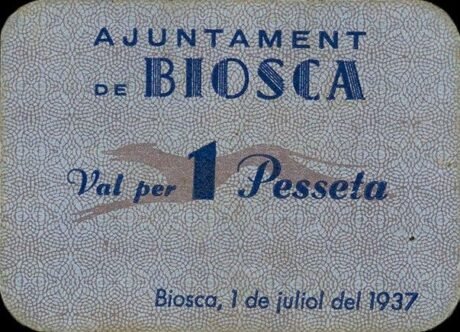 AJUNTAMENT
DE BIOSCA
Val per 1 Pesseta
Biosca, 1 de juliol del 1937